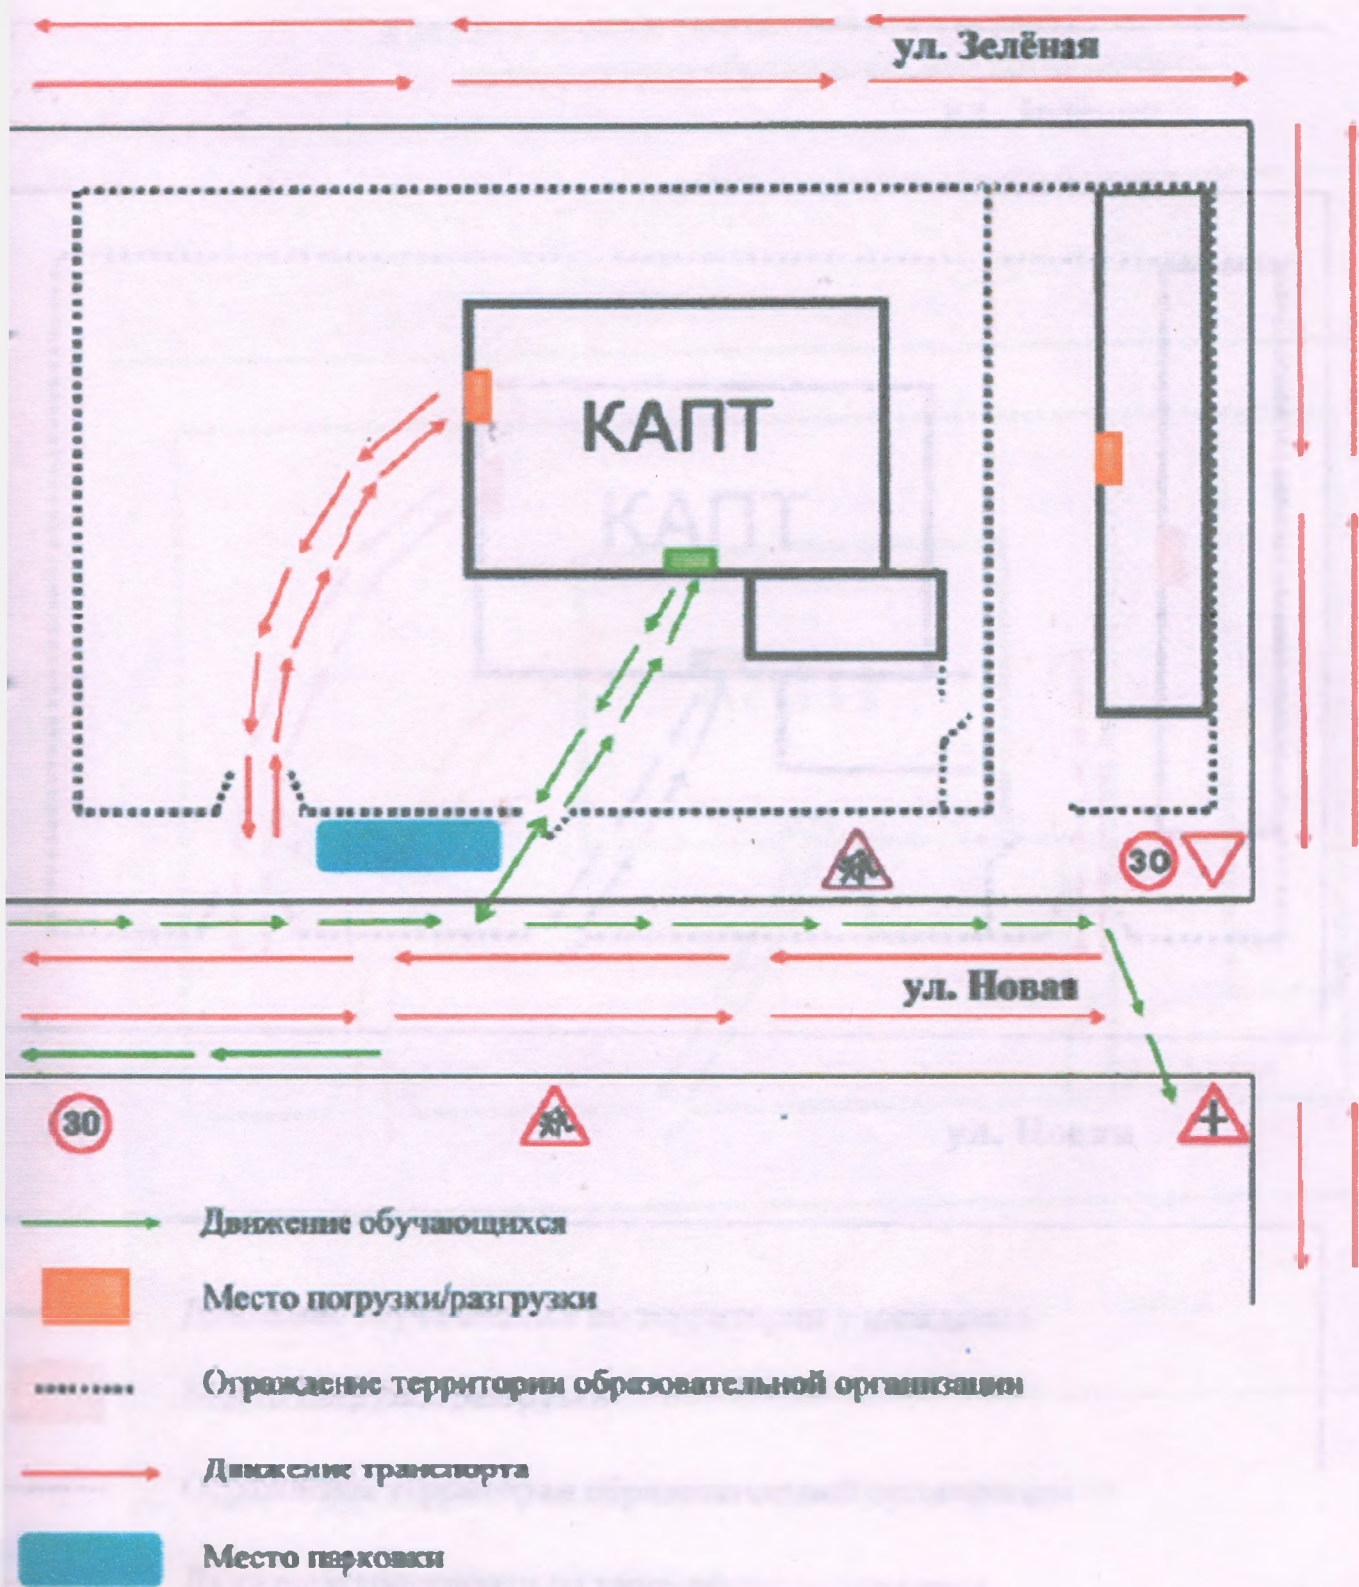 ул. Зелёная
КАПТ
30
ул. Новая
30
Движение обучающихся
Место погрузки/разгрузки
Ограждение территории образовательной организации
Движение транспорта
Место парковки